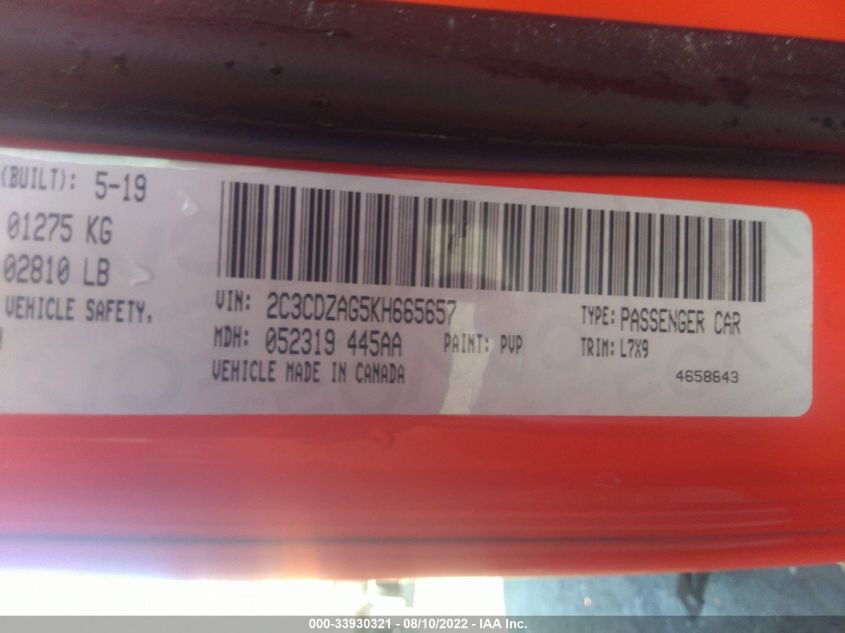 (BUILT): 5-19
01275 KG
02810 LB
VEHICLE SAFETY,
VIN: 2C3CDZAG5KH665657
TYPE: PASSENGER CAR
MDH: 052319 445AA PAINT: PVP
TRIM: L7X9
VEHICLE MADE IN CANADA
4658643
000-33930321 - 08/10/2022 - IAA Inc.